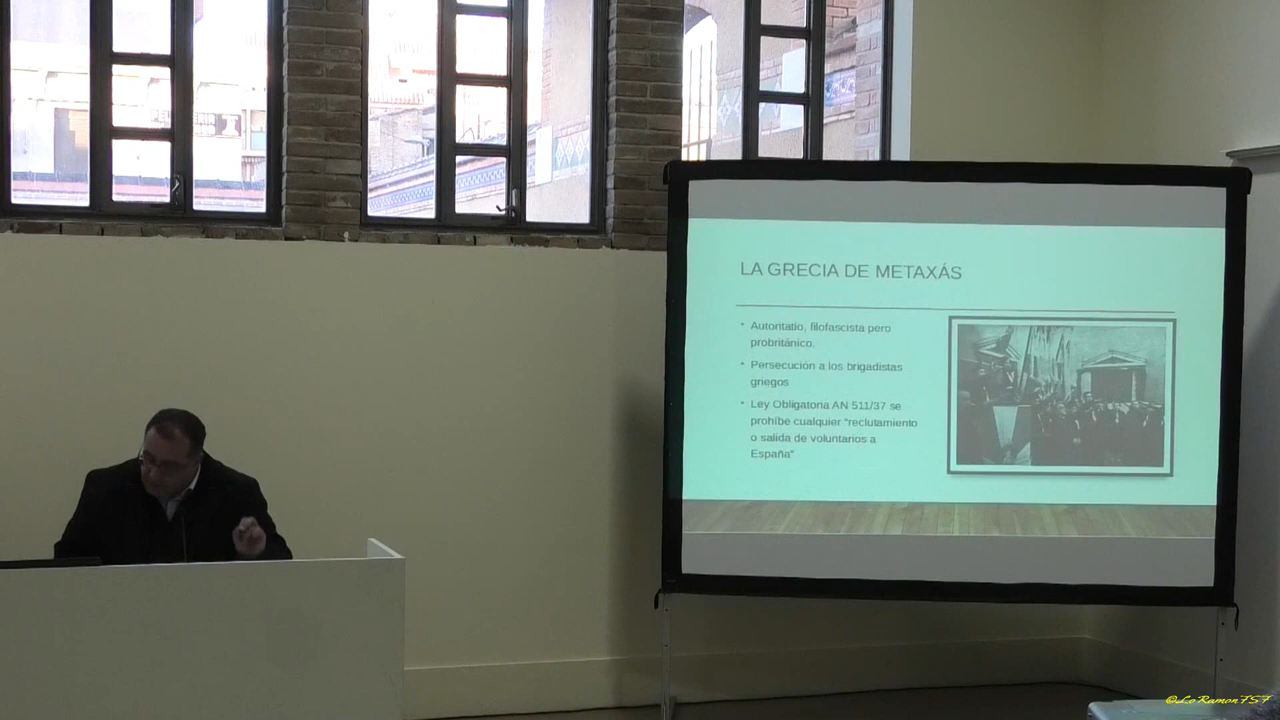 LA GRECIA DE METAXÁS
• Autoritatio, filofascista pero
probritánico.
• Persecución a los brigadistas
griegos
• Ley Obligatoria AN 511/37 se
prohíbe cualquier "reclutamiento
o salida de voluntarios a
España"
@LoRamon757